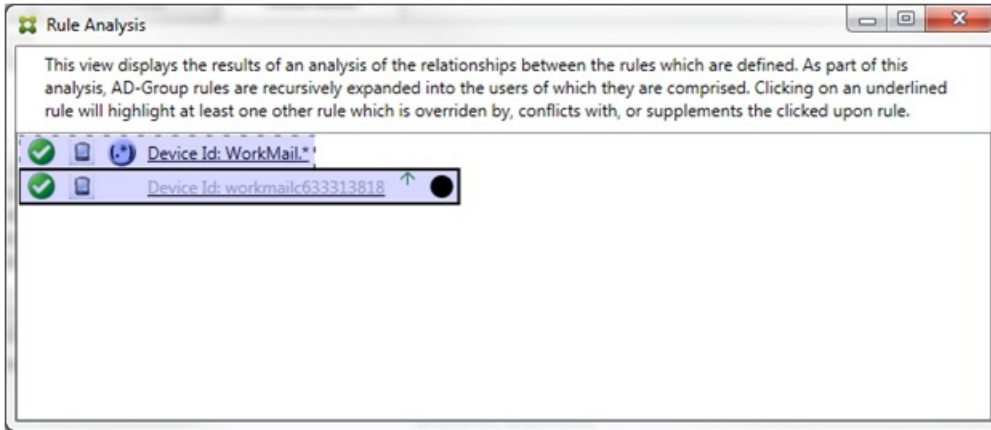 Rule Analysis
This view displays the results of an analysis of the relationships between the rules which are defined. As part of this
analysis, AD-Group rules are recursively expanded into the users of which they are comprised. Clicking on an underlined
rule will highlight at least one other rule which is overriden by, conflicts with, or supplements the clicked upon rule.
(.*) Device Id: WorkMail.*
Device Id: workmailc633313818